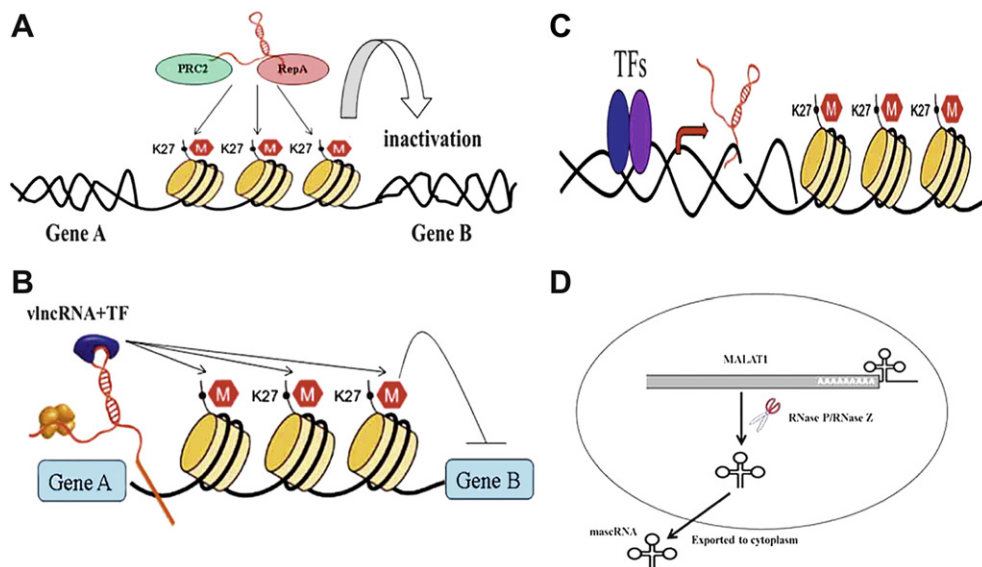 A
PRC2
RepA
inactivation
K27 M K27 M K27 M
Gene A
Gene B
B
vlncRNA+TF
M K27 M K27 M
Gene A
Gene B
C
TFs
K27 M K27 M K27 M
D
MALAT1
AAAAAAAAA
RNase P/RNase Z
mascRNA
Exported to cytoplasm